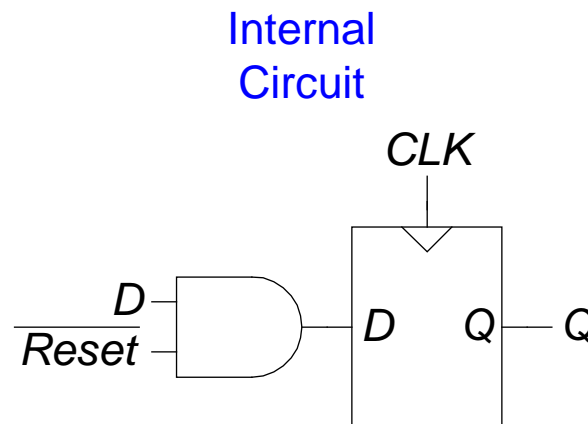 Internal
Circuit
CLK
D
Reset
D
Q
Q